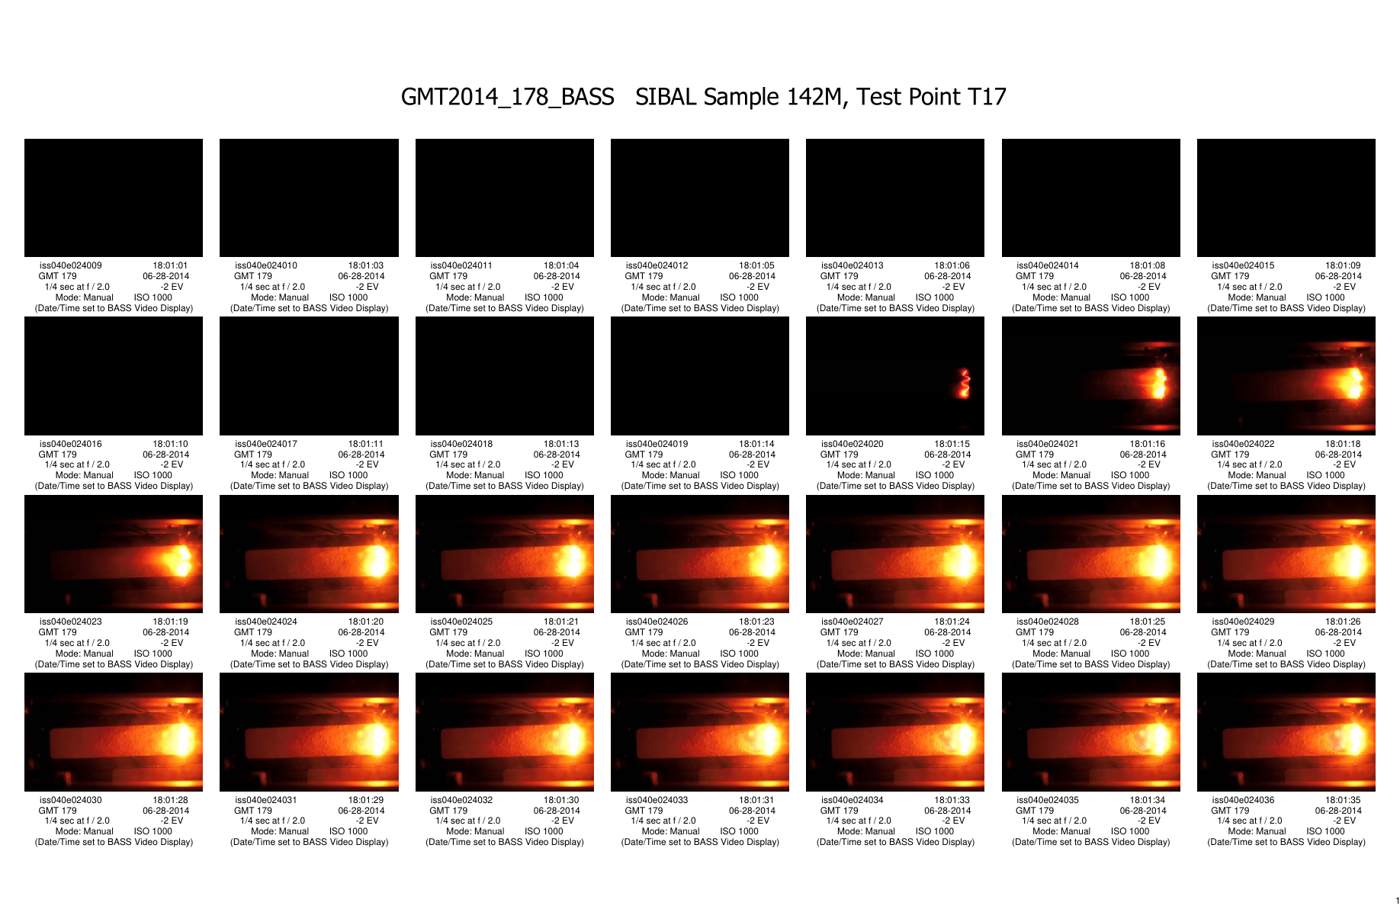 GMT2014_178_BASS SIBAL Sample 142M, Test Point T17
iss040e024009 18:01:01
GMT 179 06-28-2014
1/4 sec at f / 2.0 -2 EV
Mode: Manual ISO 1000
(Date/Time set to BASS Video Display)
iss040e024010 18:01:03
GMT 179 06-28-2014
1/4 sec at f / 2.0 -2 EV
Mode: Manual ISO 1000
(Date/Time set to BASS Video Display)
iss040e024011 18:01:04
GMT 179 06-28-2014
1/4 sec at f / 2.0 -2 EV
Mode: Manual ISO 1000
(Date/Time set to BASS Video Display)
iss040e024012 18:01:05
GMT 179 06-28-2014
1/4 sec at f / 2.0 -2 EV
Mode: Manual ISO 1000
(Date/Time set to BASS Video Display)
iss040e024013 18:01:06
GMT 179 06-28-2014
1/4 sec at f / 2.0 -2 EV
Mode: Manual ISO 1000
(Date/Time set to BASS Video Display)
iss040e024014 18:01:08
GMT 179 06-28-2014
1/4 sec at f / 2.0 -2 EV
Mode: Manual ISO 1000
(Date/Time set to BASS Video Display)
iss040e024015 18:01:09
GMT 179 06-28-2014
1/4 sec at f / 2.0 -2 EV
Mode: Manual ISO 1000
(Date/Time set to BASS Video Display)
iss040e024016 18:01:10
GMT 179 06-28-2014
1/4 sec at f / 2.0 -2 EV
Mode: Manual ISO 1000
(Date/Time set to BASS Video Display)
iss040e024017 18:01:11
GMT 179 06-28-2014
1/4 sec at f / 2.0 -2 EV
Mode: Manual ISO 1000
(Date/Time set to BASS Video Display)
iss040e024018 18:01:13
GMT 179 06-28-2014
1/4 sec at f / 2.0 -2 EV
Mode: Manual ISO 1000
(Date/Time set to BASS Video Display)
iss040e024019 18:01:14
GMT 179 06-28-2014
1/4 sec at f / 2.0 -2 EV
Mode: Manual ISO 1000
(Date/Time set to BASS Video Display)
iss040e024020 18:01:15
GMT 179 06-28-2014
1/4 sec at f / 2.0 -2 EV
Mode: Manual ISO 1000
(Date/Time set to BASS Video Display)
iss040e024021 18:01:16
GMT 179 06-28-2014
1/4 sec at f / 2.0 -2 EV
Mode: Manual ISO 1000
(Date/Time set to BASS Video Display)
iss040e024022 18:01:18
GMT 179 06-28-2014
1/4 sec at f / 2.0 -2 EV
Mode: Manual ISO 1000
(Date/Time set to BASS Video Display)
iss040e024023 18:01:19
GMT 179 06-28-2014
1/4 sec at f / 2.0 -2 EV
Mode: Manual ISO 1000
(Date/Time set to BASS Video Display)
iss040e024024 18:01:20
GMT 179 06-28-2014
1/4 sec at f / 2.0 -2 EV
Mode: Manual ISO 1000
(Date/Time set to BASS Video Display)
iss040e024025 18:01:21
GMT 179 06-28-2014
1/4 sec at f / 2.0 -2 EV
Mode: Manual ISO 1000
(Date/Time set to BASS Video Display)
iss040e024026 18:01:23
GMT 179 06-28-2014
1/4 sec at f / 2.0 -2 EV
Mode: Manual ISO 1000
(Date/Time set to BASS Video Display)
iss040e024027 18:01:24
GMT 179 06-28-2014
1/4 sec at f / 2.0 -2 EV
Mode: Manual ISO 1000
(Date/Time set to BASS Video Display)
iss040e024028 18:01:25
GMT 179 06-28-2014
1/4 sec at f / 2.0 -2 EV
Mode: Manual ISO 1000
(Date/Time set to BASS Video Display)
iss040e024029 18:01:26
GMT 179 06-28-2014
1/4 sec at f / 2.0 -2 EV
Mode: Manual ISO 1000
(Date/Time set to BASS Video Display)
iss040e024030 18:01:28
GMT 179 06-28-2014
1/4 sec at f / 2.0 -2 EV
Mode: Manual ISO 1000
(Date/Time set to BASS Video Display)
iss040e024031 18:01:29
GMT 179 06-28-2014
1/4 sec at f / 2.0 -2 EV
Mode: Manual ISO 1000
(Date/Time set to BASS Video Display)
iss040e024032 18:01:30
GMT 179 06-28-2014
1/4 sec at f / 2.0 -2 EV
Mode: Manual ISO 1000
(Date/Time set to BASS Video Display)
iss040e024033 18:01:31
GMT 179 06-28-2014
1/4 sec at f / 2.0 -2 EV
Mode: Manual ISO 1000
(Date/Time set to BASS Video Display)
iss040e024034 18:01:33
GMT 179 06-28-2014
1/4 sec at f / 2.0 -2 EV
Mode: Manual ISO 1000
(Date/Time set to BASS Video Display)
iss040e024035 18:01:34
GMT 179 06-28-2014
1/4 sec at f / 2.0 -2 EV
Mode: Manual ISO 1000
(Date/Time set to BASS Video Display)
iss040e024036 18:01:35
GMT 179 06-28-2014
1/4 sec at f / 2.0 -2 EV
Mode: Manual ISO 1000
(Date/Time set to BASS Video Display)